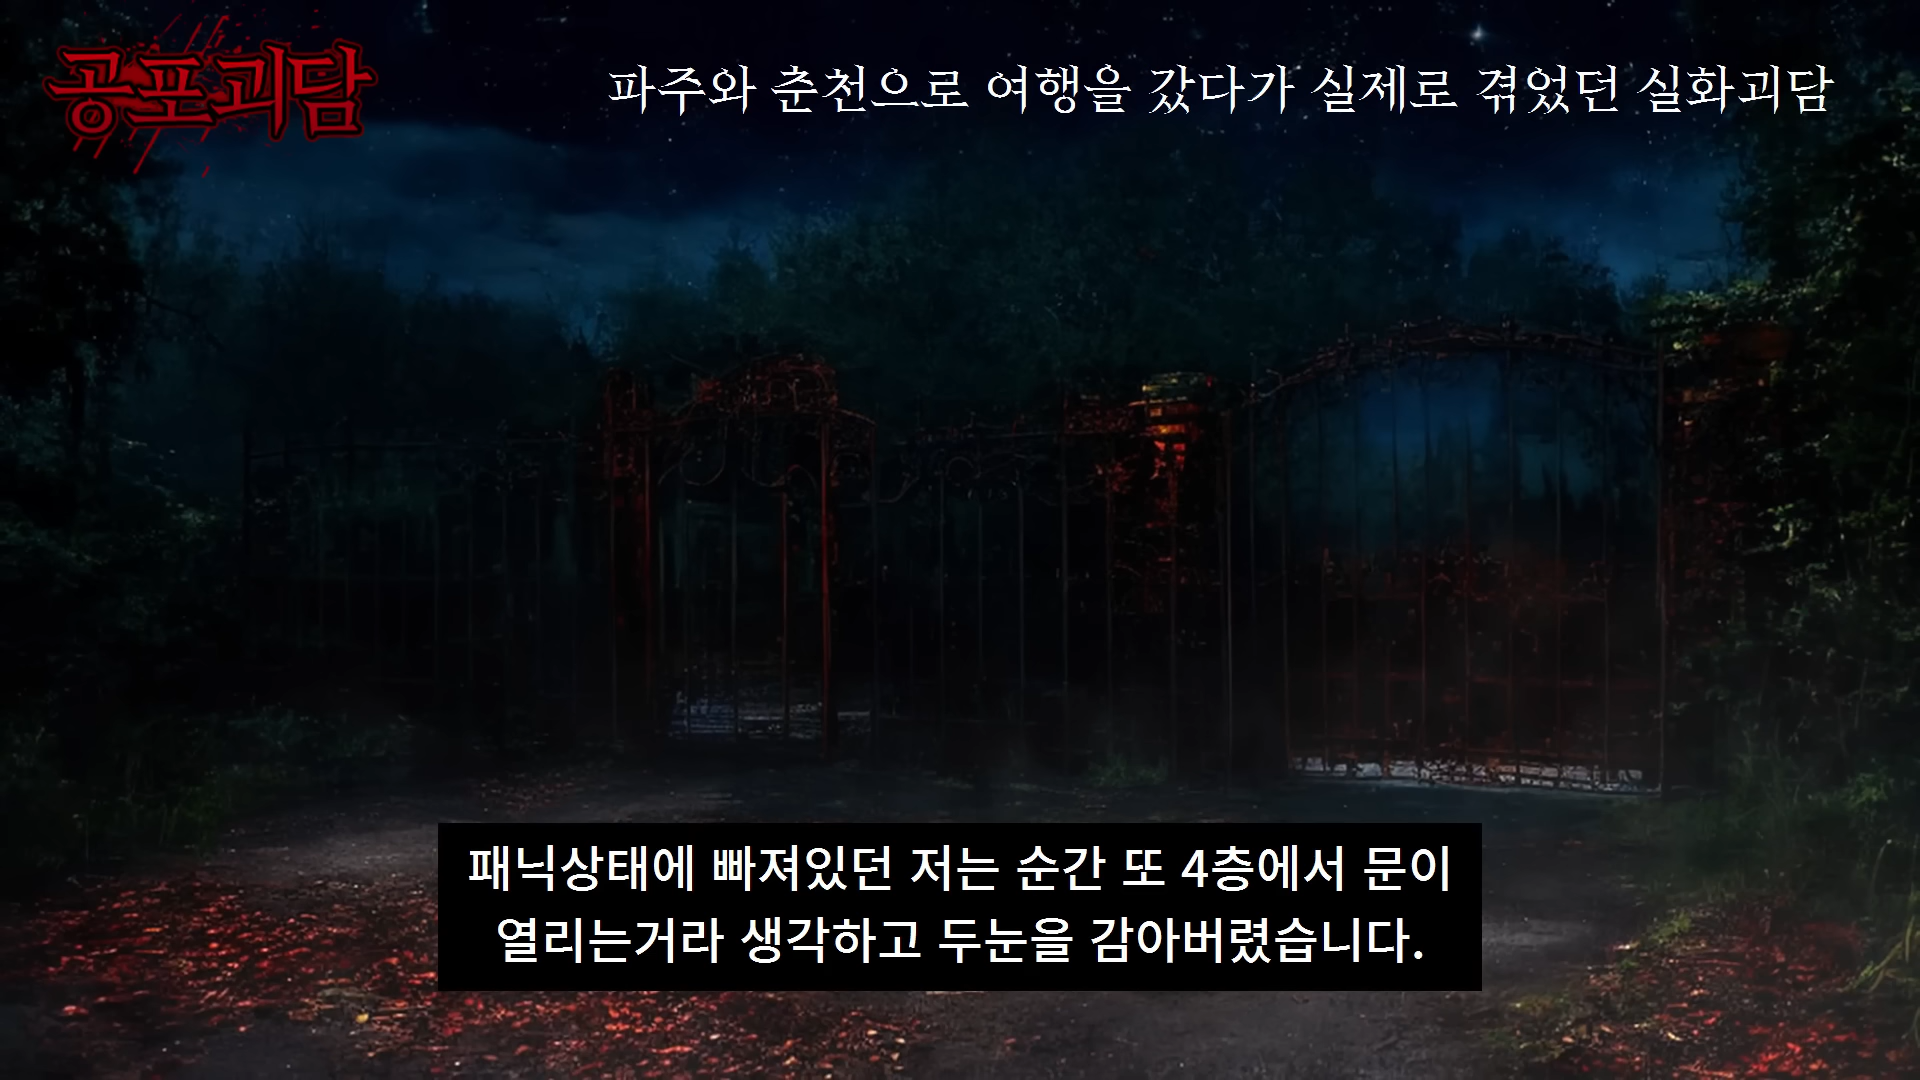 공포괴담
파주와 춘천으로 여행을 갔다가 실제로 겪었던 실화괴담
패닉상태에 빠져있던 저는 순간 또 4층에서 문이
열리는거라 생각하고 두눈을 감아버렸습니다.